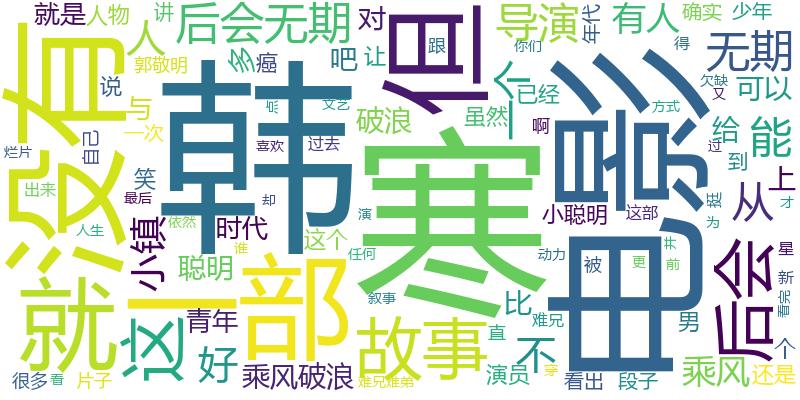 就是
人物
讲
后会无期
对
导演
有人
确实
少年
人
郭敬明
多
癌
吧
让
跟
但
你们
年代
得
无期
没有
说
与
一次
韩
影
文艺
过去
喜欢
破浪
虽然
一个
已经
啊
电影
欠缺
又
可以
方式
给
能
过
到
烂片
自己
出来
笑
最后
却
寒
小聪明
这部
从
为
挺
上
才
人生
就
这一部
小镇
时代
依然
谁
这个
演
任何
动力
被
更
并
前
后会
星
聪明
叙事
故事
比
直
难兄
不
男
新
看完
个
青年
好
乘风破浪
难兄难弟
演员
穿
看出
段子
乘风
还是
很多
看
片子